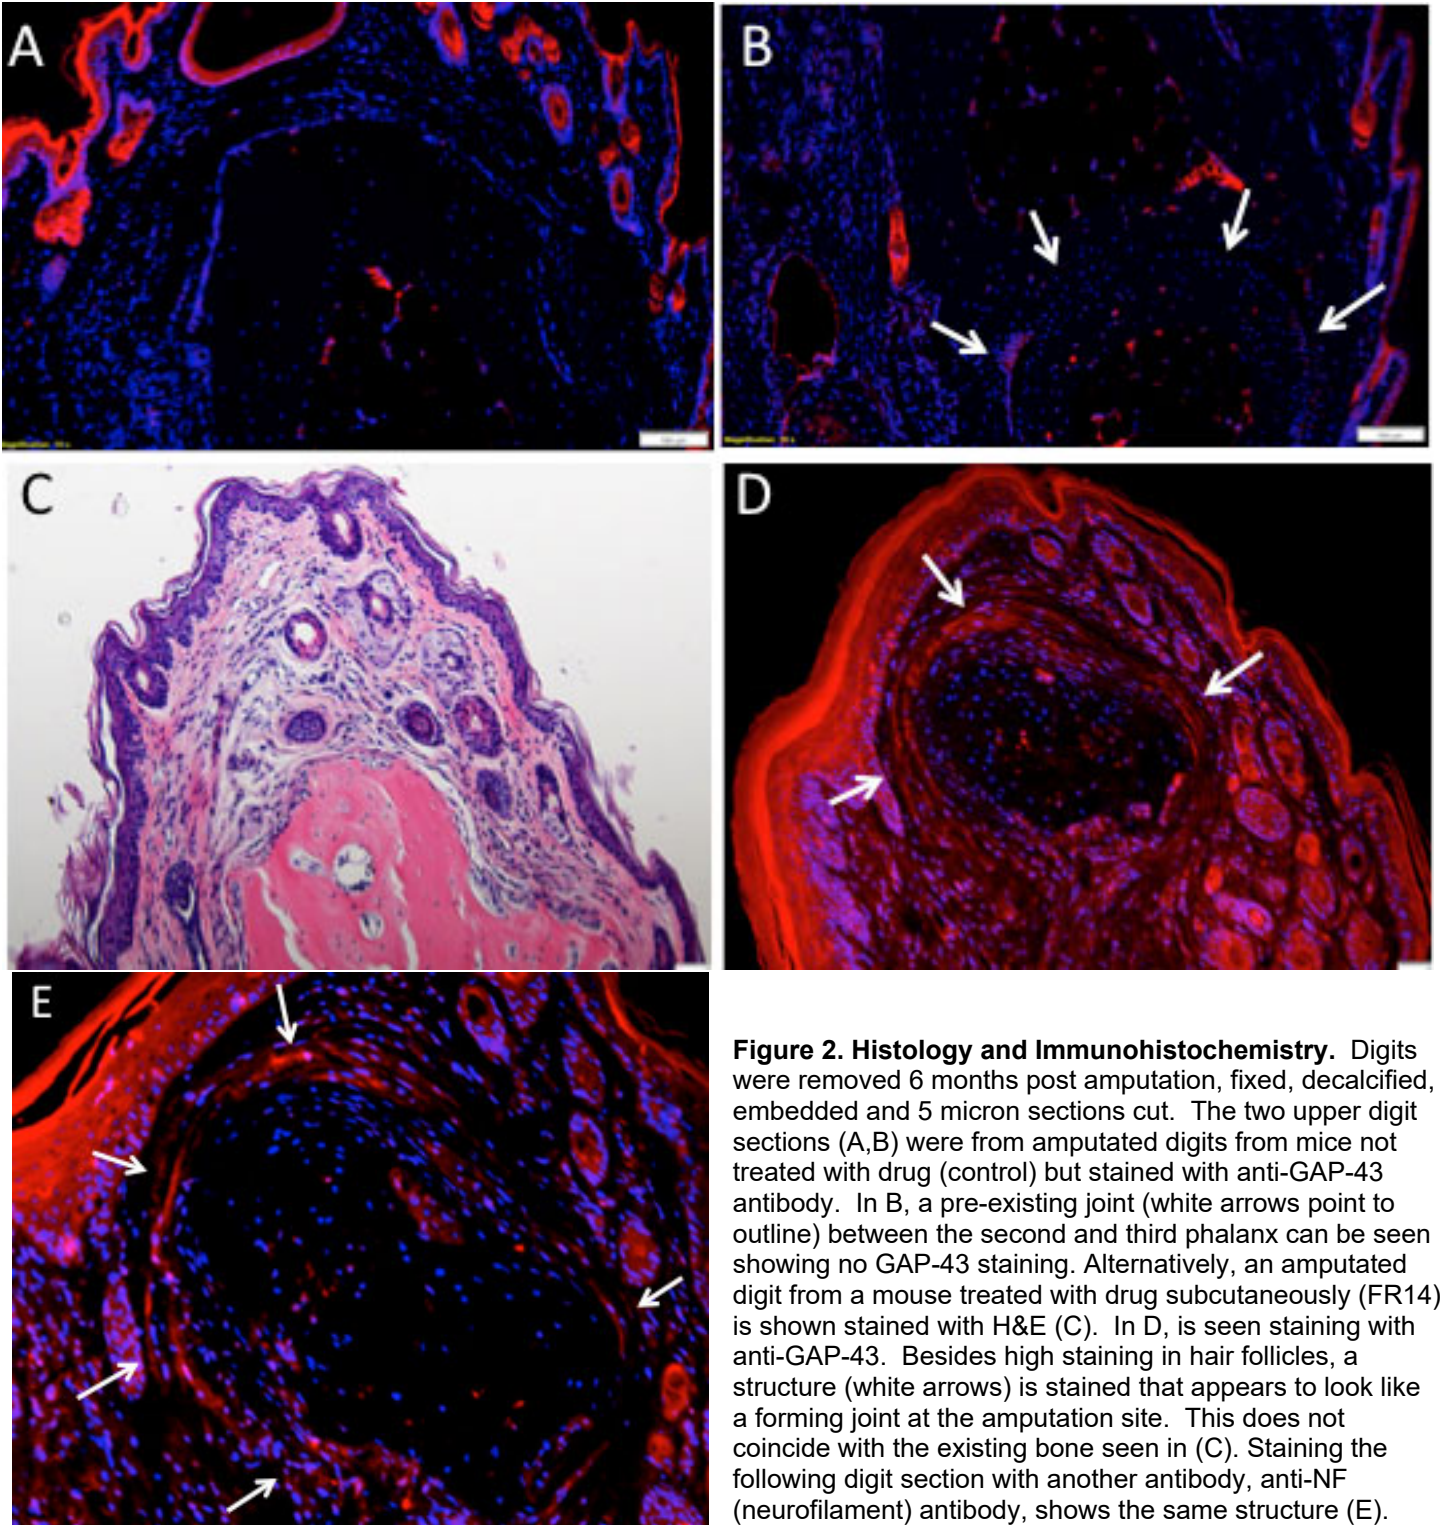 A
B
C
D
E
Figure 2. Histology and Immunohistochemistry.  Digits
were removed 6 months post amputation, fixed, decalcified,
embedded and 5 micron sections cut.  The two upper digit
sections (A,B) were from amputated digits from mice not
treated with drug (control) but stained with anti-GAP-43
antibody.  In B, a pre-existing joint (white arrows point to
outline) between the second and third phalanx can be seen
showing no GAP-43 staining. Alternatively, an amputated
digit from a mouse treated with drug subcutaneously (FR14)
is shown stained with H&E (C).  In D, is seen staining with
anti-GAP-43.  Besides high staining in hair follicles, a
structure (white arrows) is stained that appears to look like
a forming joint at the amputation site.  This does not
coincide with the existing bone seen in (C). Staining the
following digit section with another antibody, anti-NF
(neurofilament) antibody, shows the same structure (E).